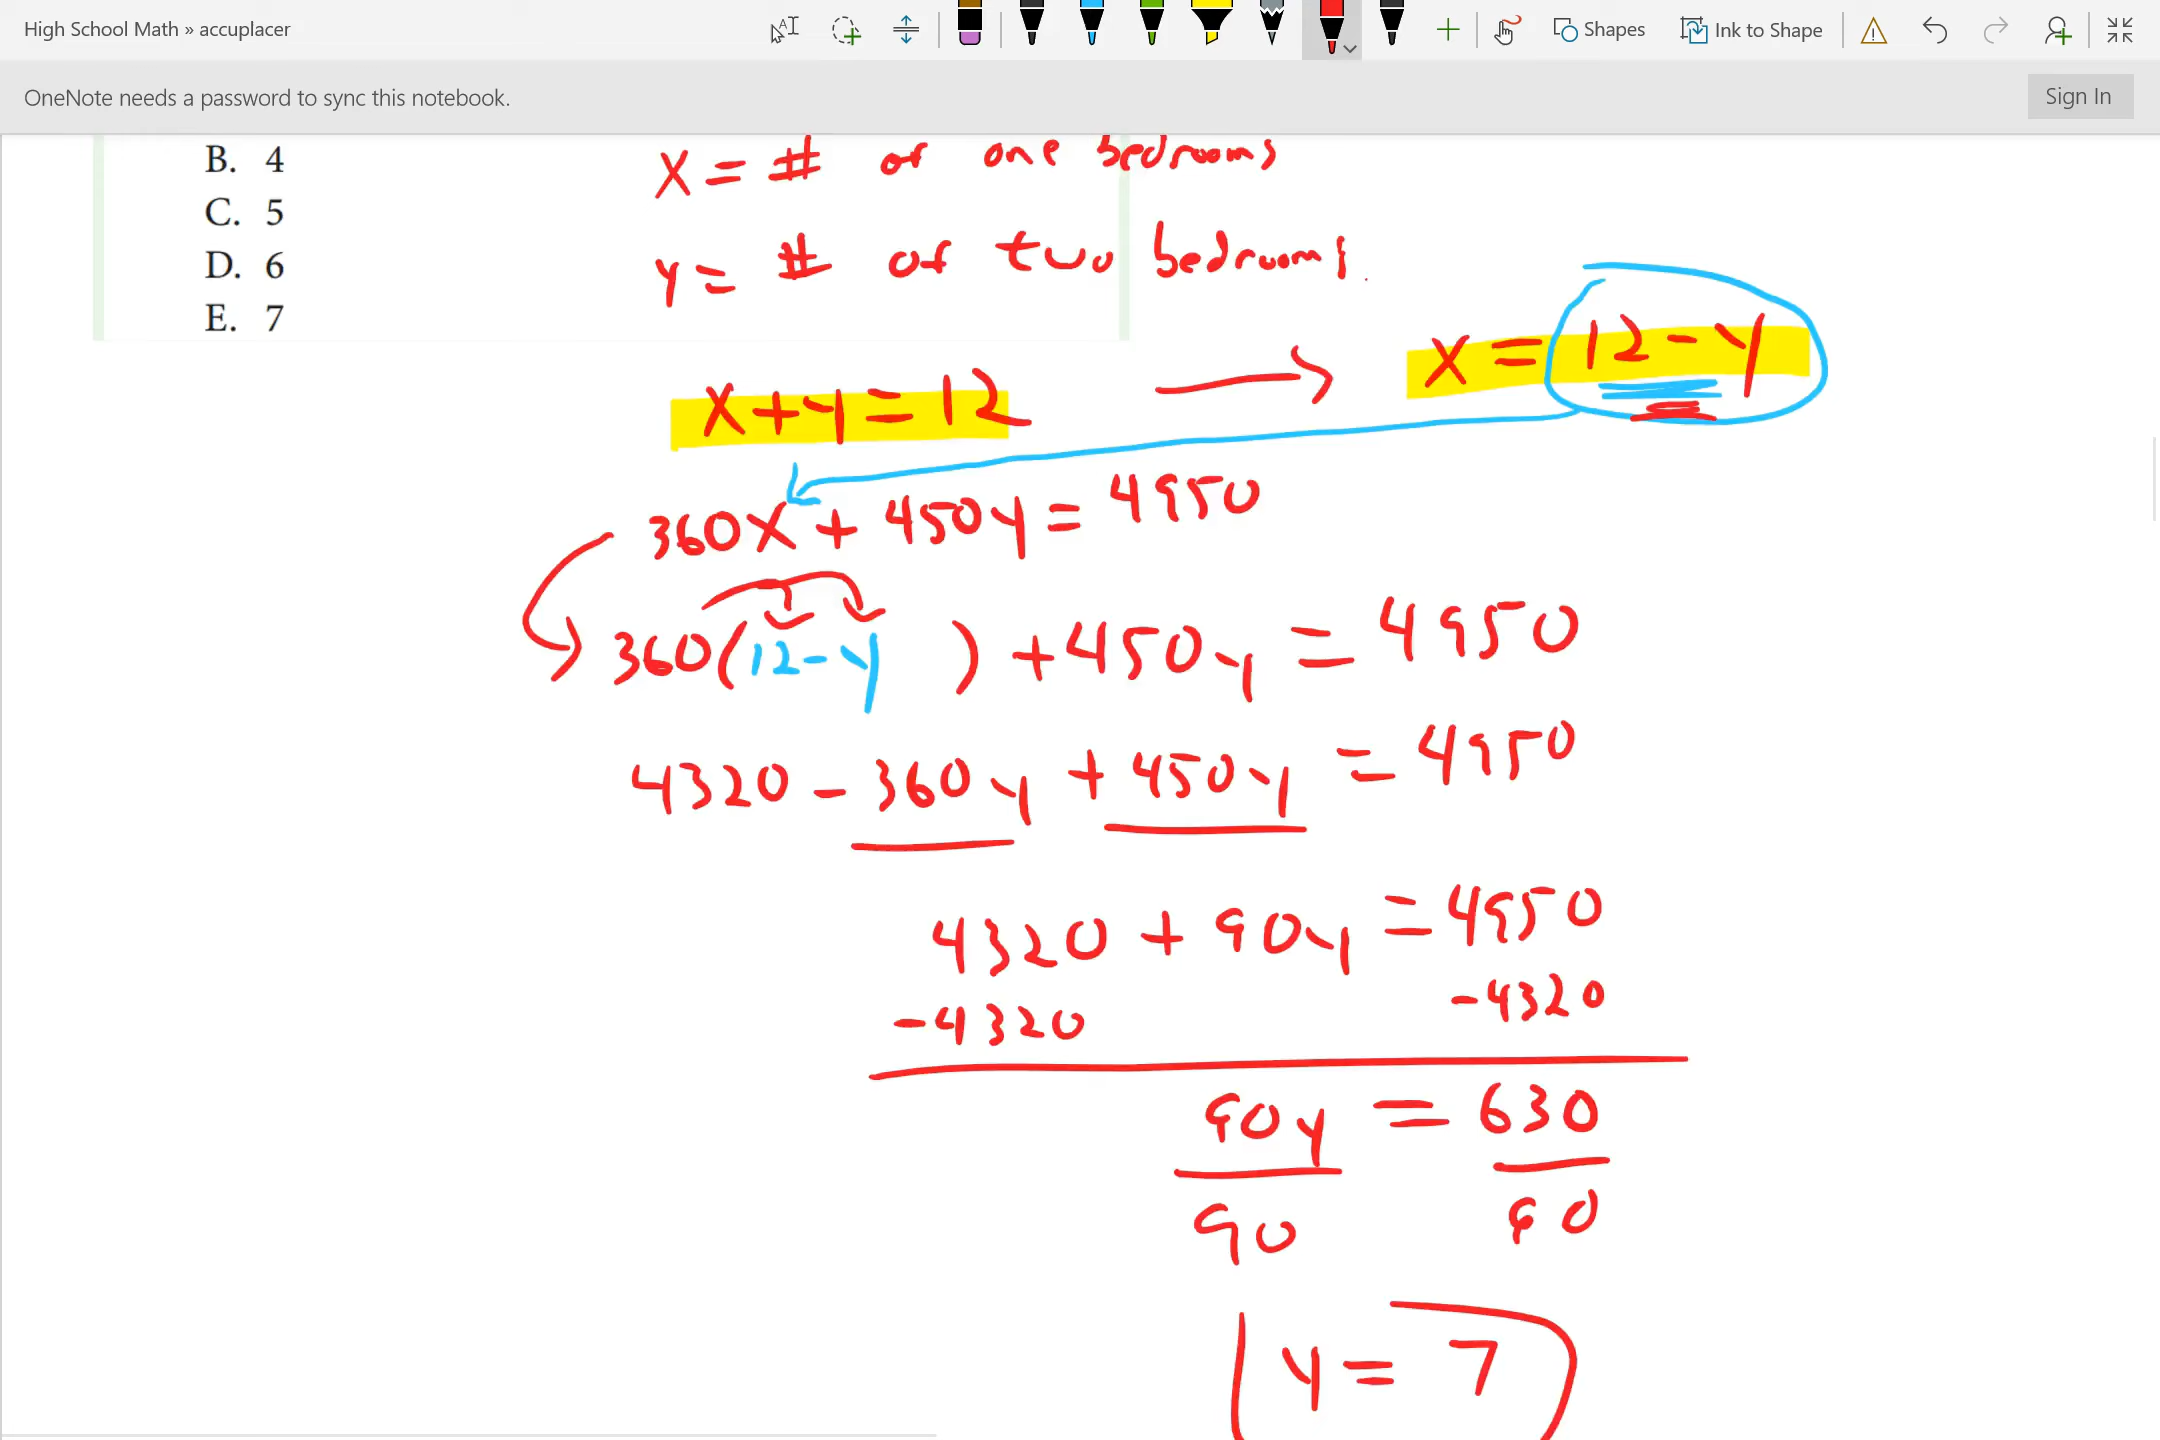 High School Math » accuplacer
Shapes
Ink to Shape
OneNote needs a password to sync this notebook.
Sign In
B. 4
C. 5
D. 6
E. 7
x = # of one bedrooms
y = # of two bedrooms.
x + y = 12
x = 12 - y
360x + 450y = 4950
360(12 - y) + 450y = 4950
4320 - 360y + 450y = 4950
4320 + 90y = 4950
-4320 -4320
90y = 630
90 90
y = 7